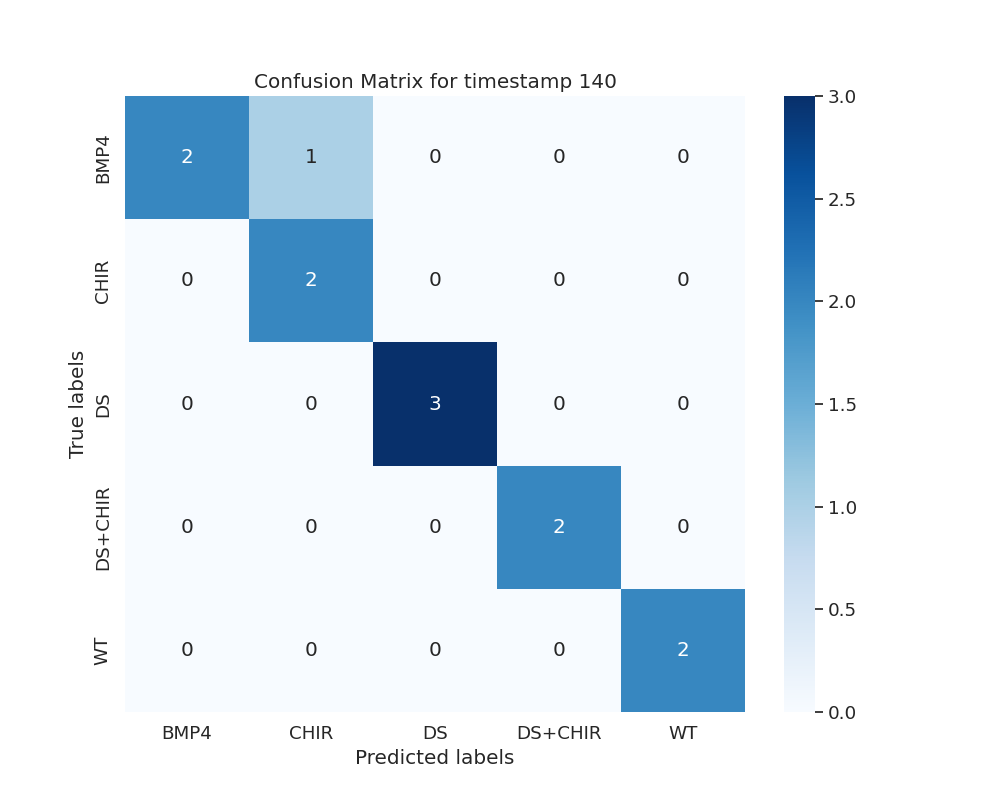 Confusion Matrix for timestamp 140
True labels
BMP4 2 1 0 0 0
CHIR 0 2 0 0 0
DS 0 0 3 0 0
DS+CHIR 0 0 0 2 0
WT 0 0 0 0 2
BMP4 CHIR DS DS+CHIR WT
Predicted labels
3.0
2.5
2.0
1.5
1.0
0.5
0.0